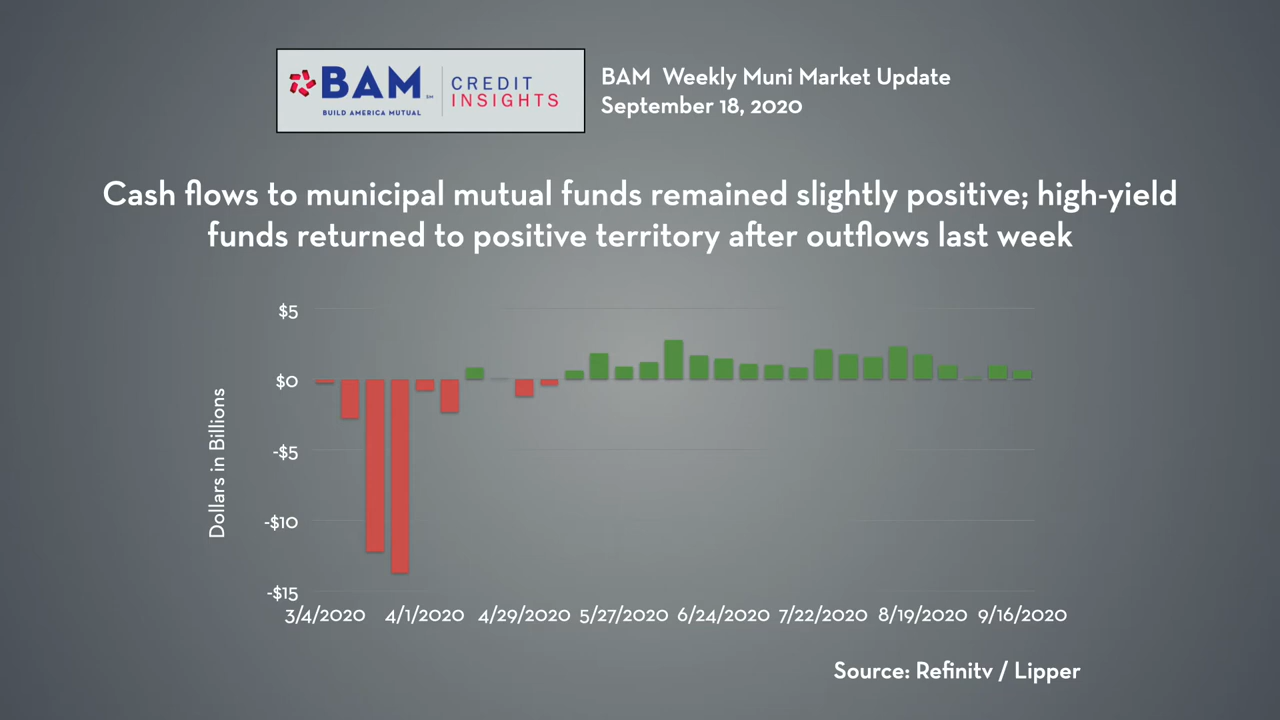 BAM SM
BUILD AMERICA MUTUAL
CREDIT
INSIGHTS
BAM Weekly Muni Market Update
September 18, 2020
Cash flows to municipal mutual funds remained slightly positive; high-yield
funds returned to positive territory after outflows last week
Dollars in Billions
$5
$0
-$5
-$10
-$15
3/4/2020 4/1/2020 4/29/2020 5/27/2020 6/24/2020 7/22/2020 8/19/2020 9/16/2020
Source: Refinitv / Lipper